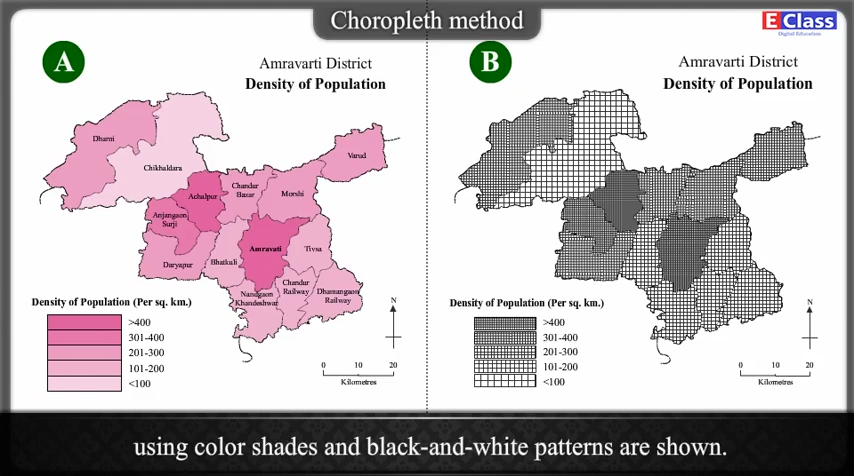 Choropleth method
EClass
Digital Education
A
Amravarti District
Density of Population
Dharni
Chikhaldara
Varud
Achalpur
Chandur
Bazar
Morshi
Anjangaon
Surji
Amravati
Tivsa
Daryapur
Bhatkuli
Nandgaon
Khandeshwar
Chandur
Railway
Dhamangaon
Railway
Density of Population (Per sq. km.)
>400
301-400
201-300
101-200
<100
N
0 10 20
Kilometres
B
Amravarti District
Density of Population
Density of Population (Per sq. km.)
>400
301-400
201-300
101-200
<100
N
0 10 20
Kilometres
using color shades and black-and-white patterns are shown.